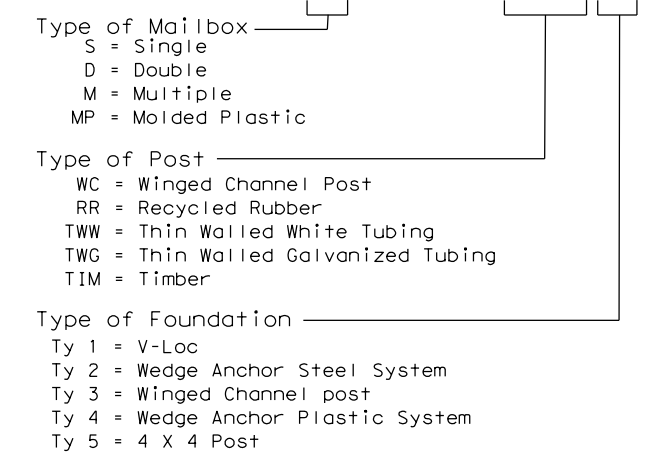 Type of Mailbox
S = Single
D = Double
M = Multiple
MP = Molded Plastic
Type of Post
WC = Winged Channel Post
RR = Recycled Rubber
TWW = Thin Walled White Tubing
TWG = Thin Walled Galvanized Tubing
TIM = Timber
Type of Foundation
Ty 1 = V-Loc
Ty 2 = Wedge Anchor Steel System
Ty 3 = Winged Channel post
Ty 4 = Wedge Anchor Plastic System
Ty 5 = 4 X 4 Post